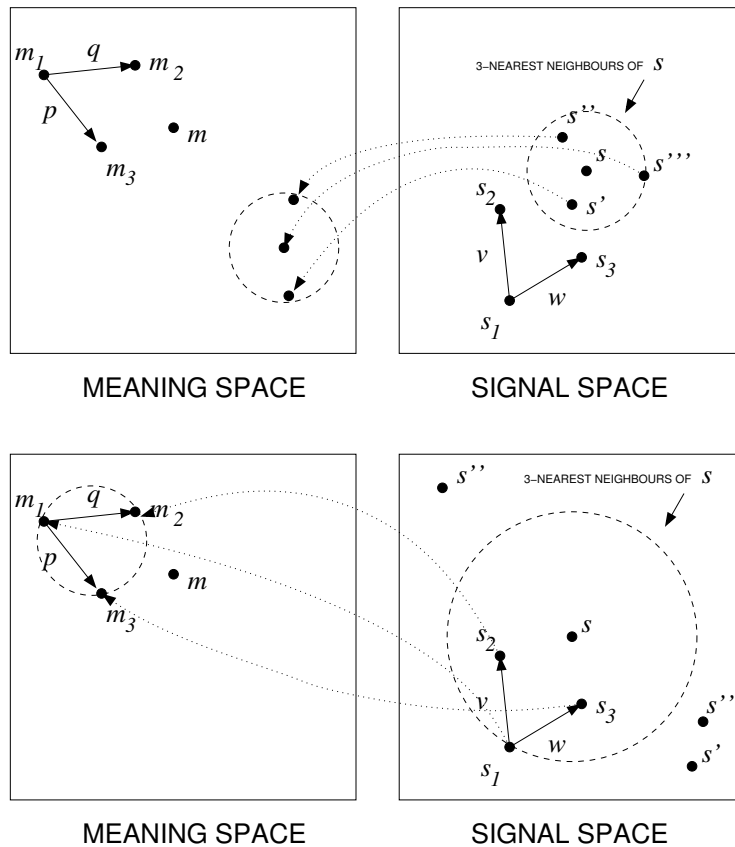 m1 q m2
p
m
m3
3−NEAREST NEIGHBOURS OF s
s’’
s s’’’
s2 s’
v s3
w
s1
MEANING SPACE SIGNAL SPACE
s’’ 3−NEAREST NEIGHBOURS OF s
m1 q m2
p
m
m3
s2 s
v s3 s’’
w s’
s1
MEANING SPACE SIGNAL SPACE